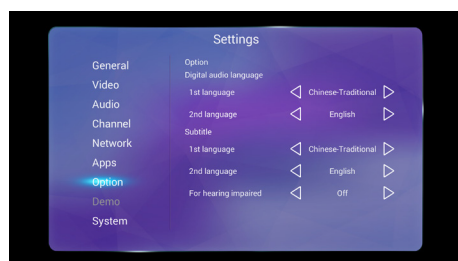 Settings
General
Video
Audio
Channel
Network
Apps
Option
Demo
System
Option
Digital audio language
1st language Chinese-Traditional
2nd language English
Subtitle
1st language Chinese-Traditional
2nd language English
For hearing impaired Off